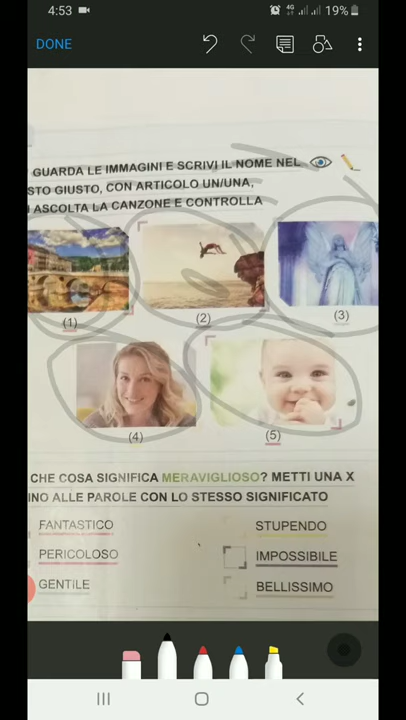 4:53
4G
19%
DONE
GUARDA LE IMMAGINI E SCRIVI IL NOME NEL
STO GIUSTO, CON ARTICOLO UN/UNA,
I ASCOLTA LA CANZONE E CONTROLLA
(1)
(2)
(3)
(4)
(5)
CHE COSA SIGNIFICA MERAVIGLIOSO? METTI UNA X
INO ALLE PAROLE CON LO STESSO SIGNIFICATO
FANTASTICO
STUPENDO
PERICOLOSO
IMPOSSIBILE
GENTiLE
BELLISSIMO